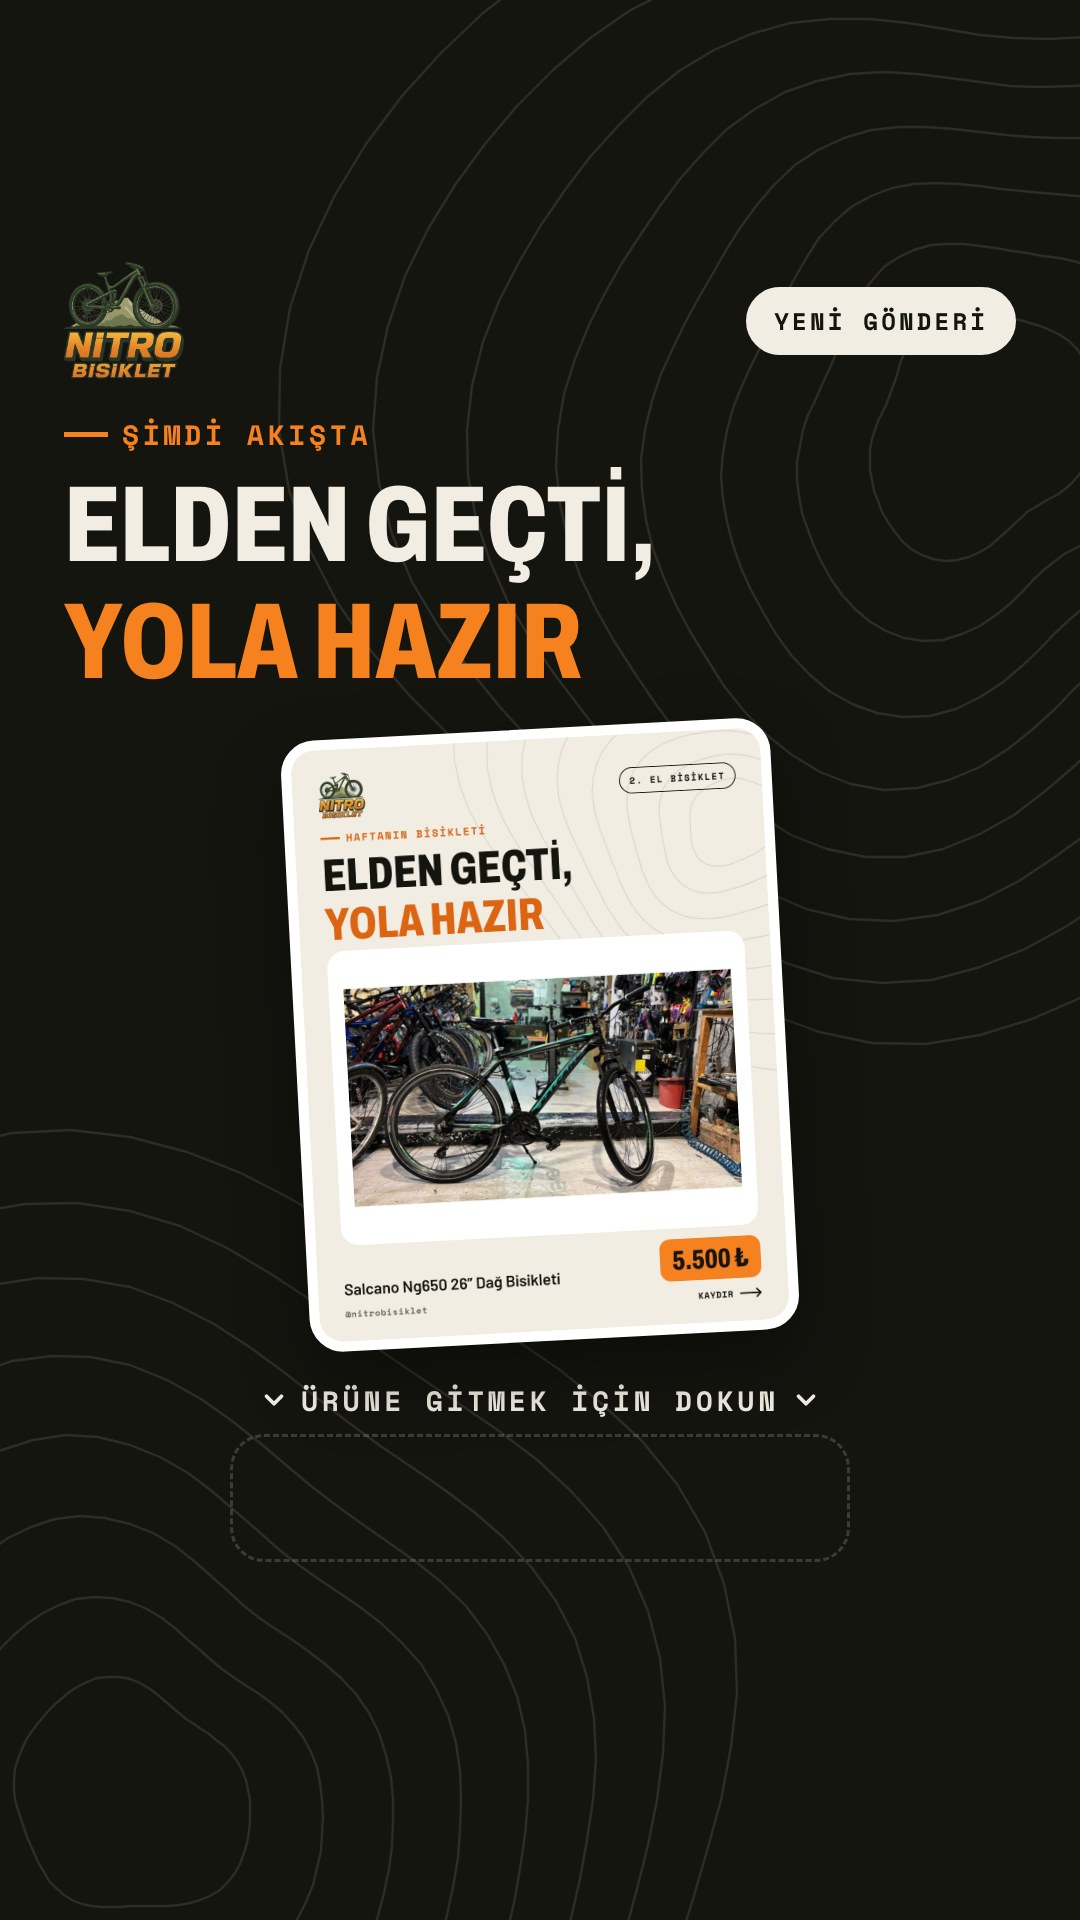 NiTRO
BiSiKLET
YENİ GÖNDERİ
ŞİMDİ AKIŞTA
ELDEN GEÇTİ,
YOLA HAZIR
NiTRO
BiSiKLET
2. EL BİSİKLET
HAFTANIN BİSİKLETİ
ELDEN GEÇTİ,
YOLA HAZIR
5.500 ₺
Salcano Ng650 26” Dağ Bisikleti
KAYDIR
@nitrobisiklet
ÜRÜNE GİTMEK İÇİN DOKUN